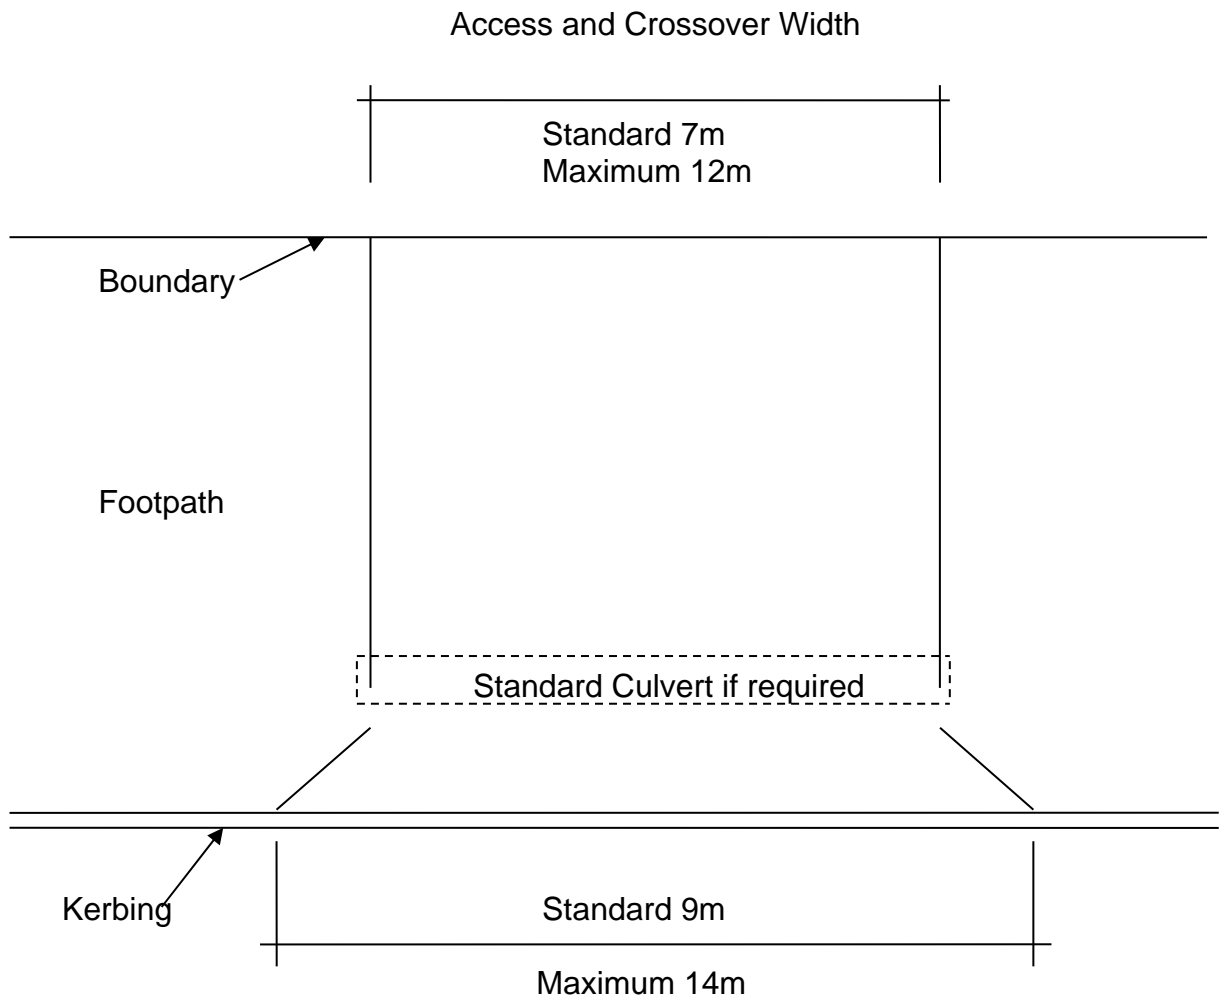 Access and Crossover Width
Standard 7m
Maximum 12m
Boundary
Footpath
Standard Culvert if required
Kerbing
Standard 9m
Maximum 14m